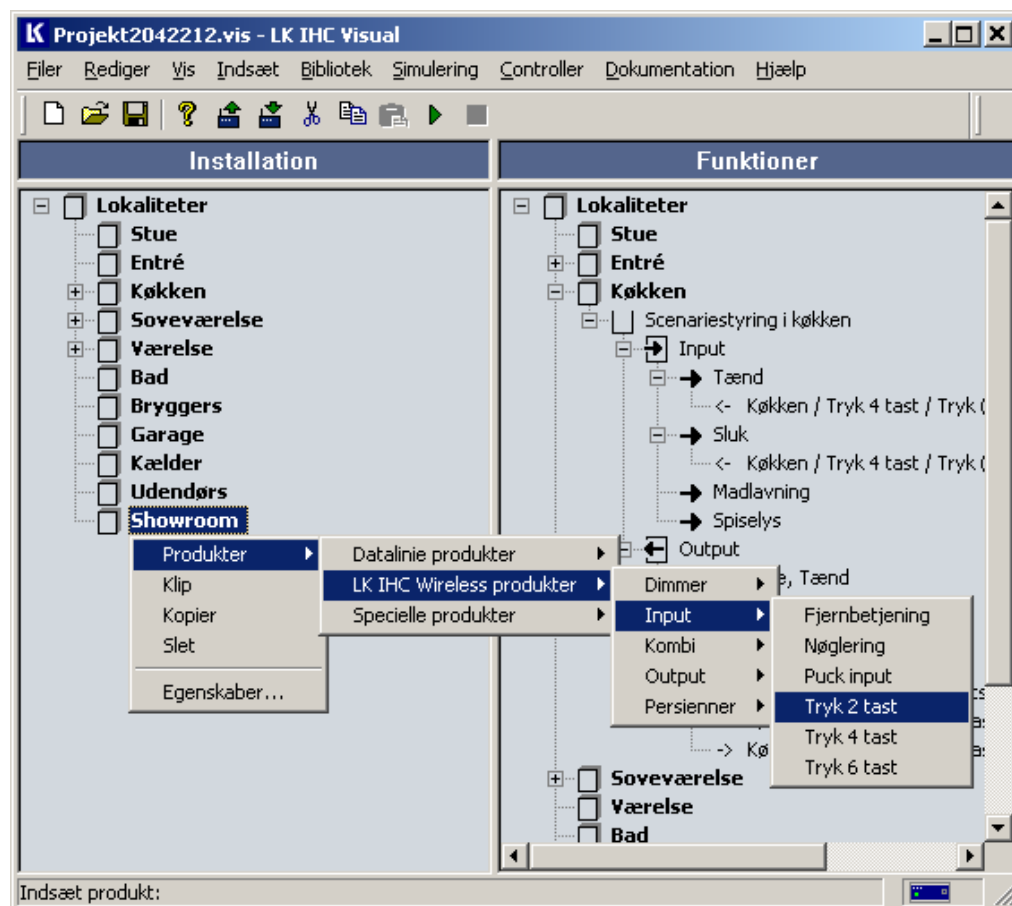 Projekt2042212.vis - LK IHC Visual
Filer Rediger Vis Indsæt Bibliotek Simulering Controller Dokumentation Hjælp
Installation
Lokaliteter
Stue
Entré
Køkken
Soveværelse
Værelse
Bad
Bryggers
Garage
Kælder
Udendørs
Showroom
Produkter
Klip
Kopier
Slet
Egenskaber...
Datalinie produkter
LK IHC Wireless produkter
Specielle produkter
Dimmer
Input
Kombi
Output
Persienner
Fjernbetjening
Nøglering
Puck input
Tryk 2 tast
Tryk 4 tast
Tryk 6 tast
Funktioner
Lokaliteter
Stue
Entré
Køkken
Scenariestyring i køkken
Input
Tænd
<- Køkken / Tryk 4 tast / Tryk (
Sluk
<- Køkken / Tryk 4 tast / Tryk (
Madlavning
Spiselys
Output
, Tænd
-> Kø
Soveværelse
Værelse
Bad
Indsæt produkt: